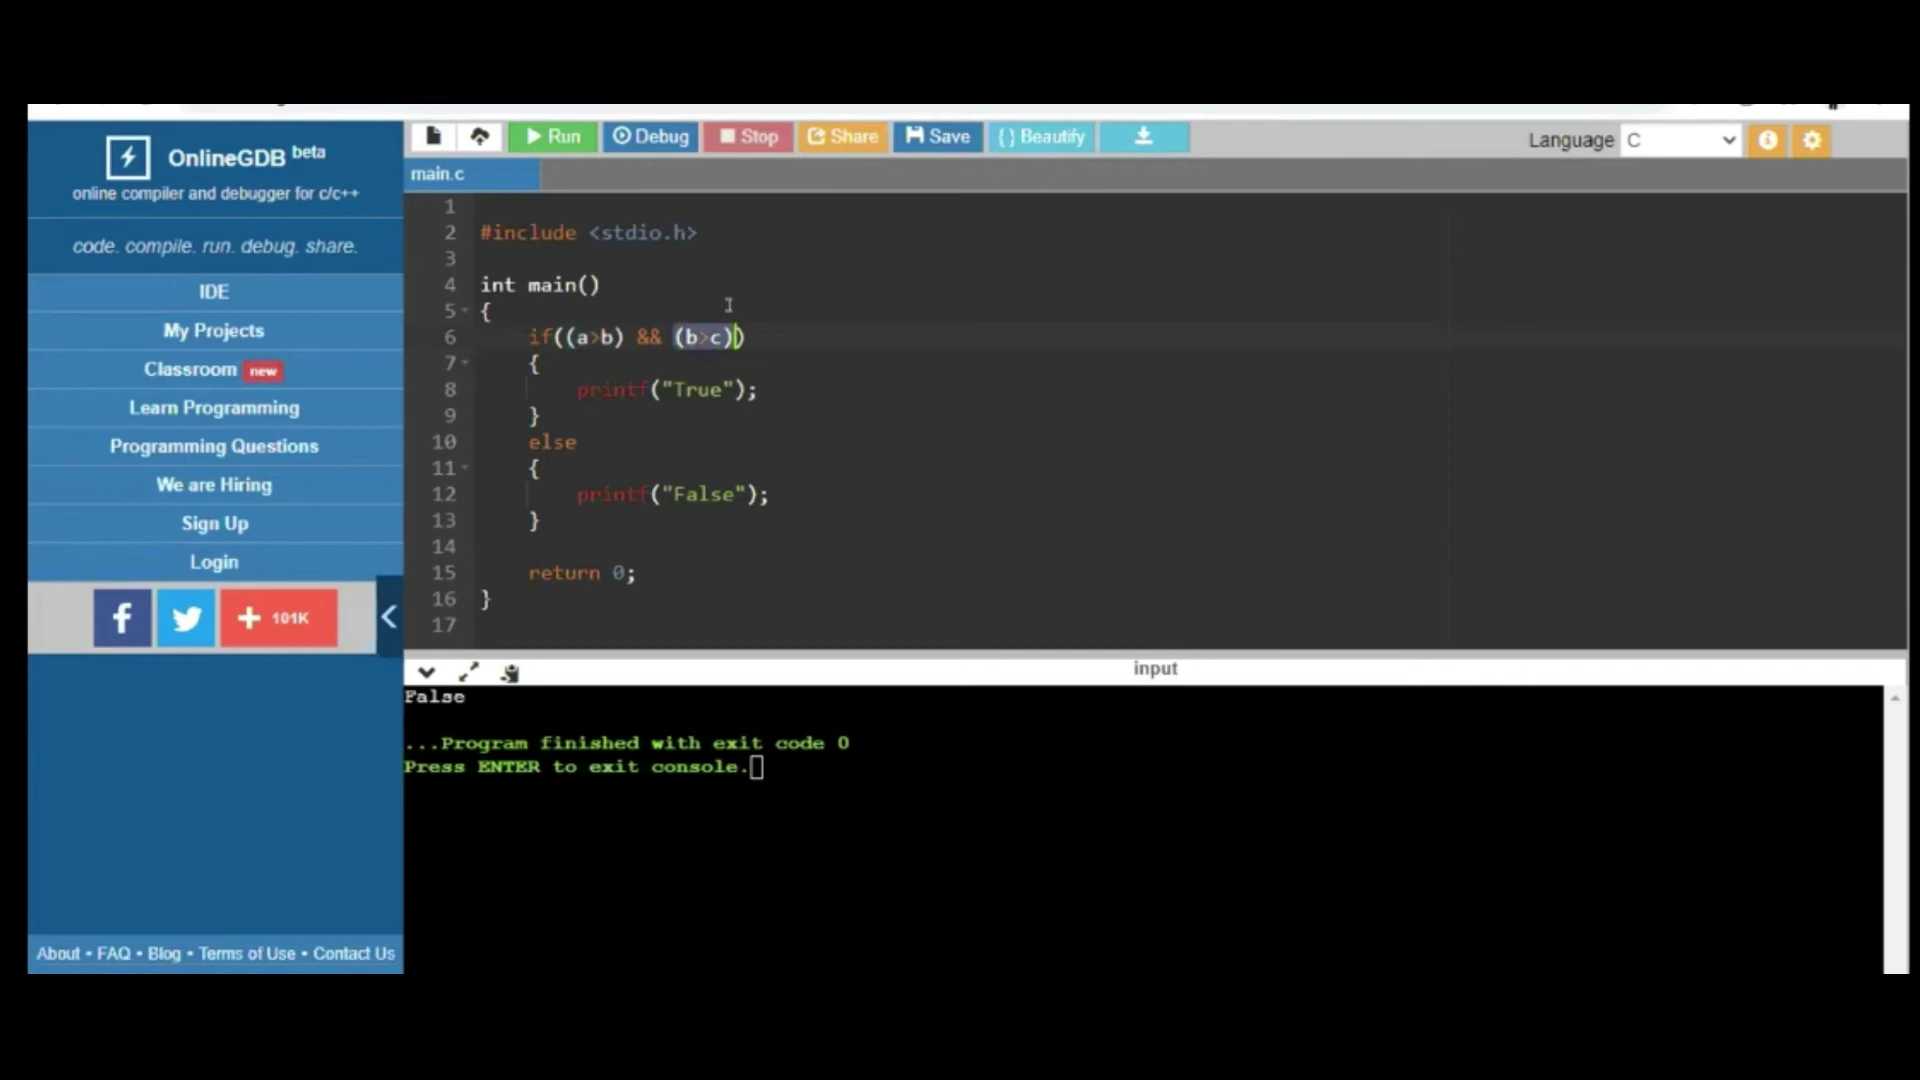 OnlineGDB beta
online compiler and debugger for c/c++
code. compile. run. debug. share.
IDE
My Projects
Classroom new
Learn Programming
Programming Questions
We are Hiring
Sign Up
Login
f
+ 101K
About • FAQ • Blog • Terms of Use • Contact Us
Run Debug Stop Share Save { } Beautify
Language C
main.c
1
2 #include <stdio.h>
3
4 int main()
5 {
6 if((a>b) && (b>c))
7 {
8 printf("True");
9 }
10 else
11 {
12 printf("False");
13 }
14
15 return 0;
16 }
17
input
False
...Program finished with exit code 0
Press ENTER to exit console.